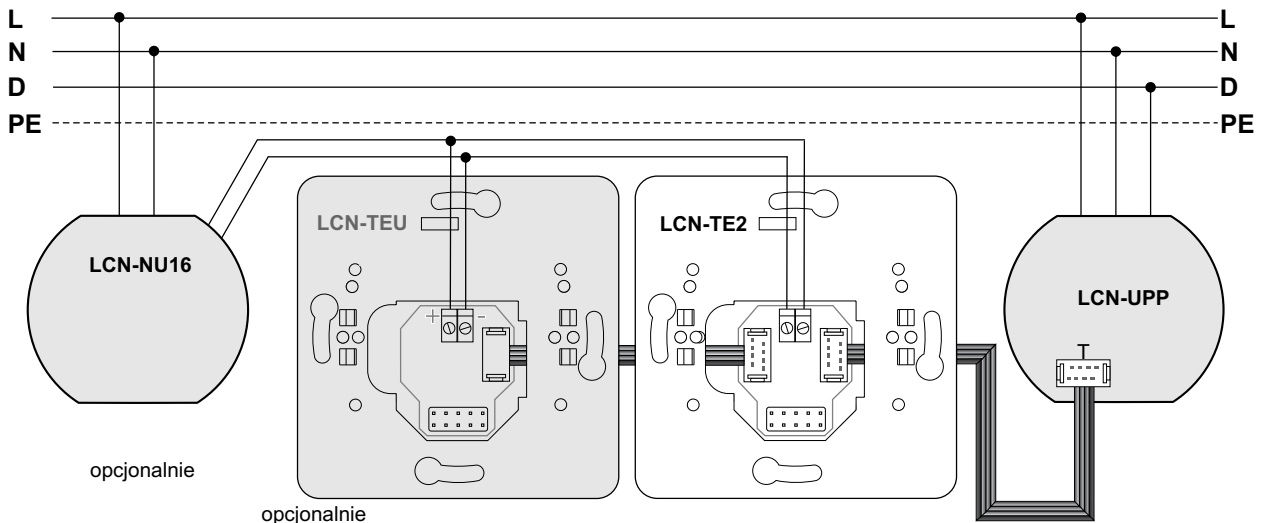 L L
N N
D D
PE PE
LCN-TEU
LCN-TE2
LCN-NU16
LCN-UPP
+ -
T
opcjonalnie
opcjonalnie